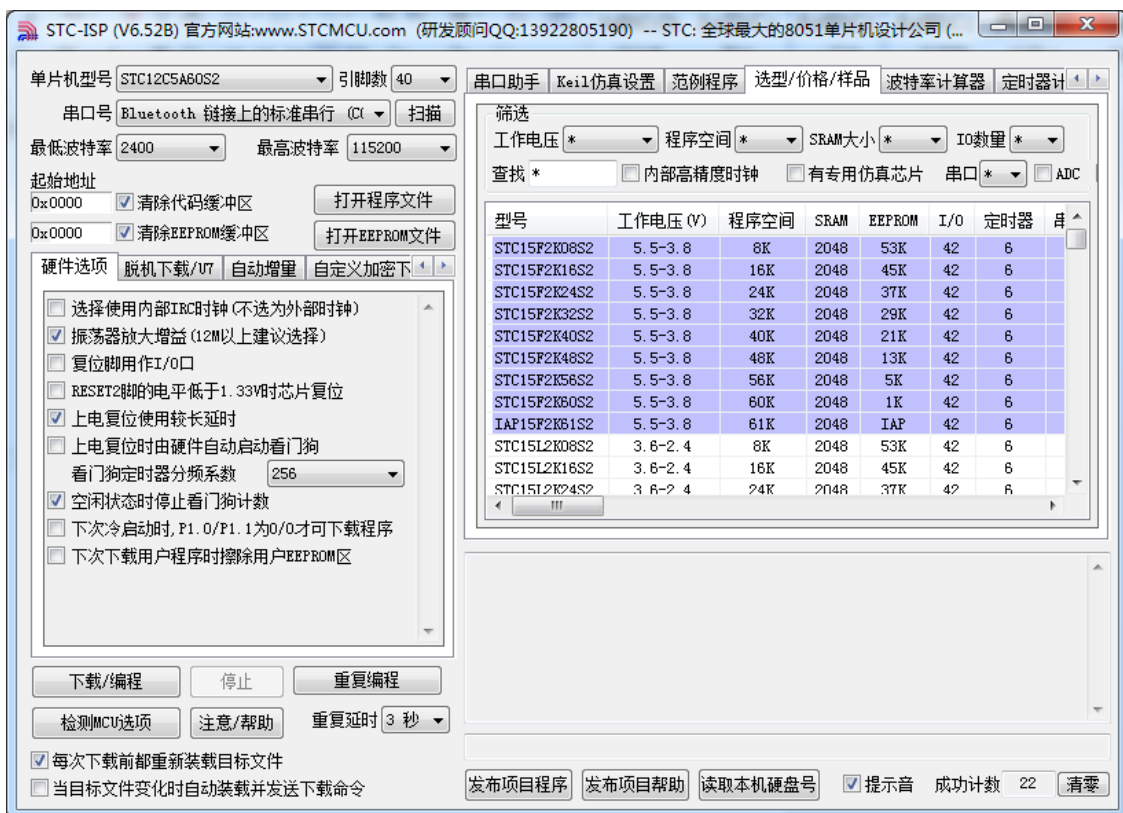 STC-ISP (V6.52B) 官方网站:www.STCMCU.com (研发顾问QQ:13922805190) -- STC: 全球最大的8051单片机设计公司 (...
单片机型号 STC12C5A60S2 引脚数 40
串口号 Bluetooth 链接上的标准串行 (CO 扫描
最低波特率 2400 最高波特率 115200
起始地址
0x0000 清除代码缓冲区 打开程序文件
0x0000 清除EEPROM缓冲区 打开EEPROM文件
硬件选项 脱机下载/U7 自动增量 自定义加密下
选择使用内部IRC时钟(不选为外部时钟)
振荡器放大增益(12M以上建议选择)
复位脚用作I/O口
RESET2脚的电平低于1.33V时芯片复位
上电复位使用较长延时
上电复位时由硬件自动启动看门狗
看门狗定时器分频系数 256
空闲状态时停止看门狗计数
下次冷启动时,P1.0/P1.1为0/0才可下载程序
下次下载用户程序时擦除用户EEPROM区
下载/编程 停止 重复编程
检测MCU选项 注意/帮助 重复延时 3 秒
每次下载前都重新装载目标文件
当目标文件变化时自动装载并发送下载命令
串口助手 Keil仿真设置 范例程序 选型/价格/样品 波特率计算器 定时器计
筛选
工作电压 * 程序空间 * SRAM大小 * IO数量 *
查找 * 内部高精度时钟 有专用仿真芯片 串口 * ADC
型号 工作电压(V) 程序空间 SRAM EEPROM I/O 定时器 串
STC15F2K08S2 5.5-3.8 8K 2048 53K 42 6
STC15F2K16S2 5.5-3.8 16K 2048 45K 42 6
STC15F2K24S2 5.5-3.8 24K 2048 37K 42 6
STC15F2K32S2 5.5-3.8 32K 2048 29K 42 6
STC15F2K40S2 5.5-3.8 40K 2048 21K 42 6
STC15F2K48S2 5.5-3.8 48K 2048 13K 42 6
STC15F2K56S2 5.5-3.8 56K 2048 5K 42 6
STC15F2K60S2 5.5-3.8 60K 2048 1K 42 6
IAP15F2K61S2 5.5-3.8 61K 2048 IAP 42 6
STC15L2K08S2 3.6-2.4 8K 2048 53K 42 6
STC15L2K16S2 3.6-2.4 16K 2048 45K 42 6
STC15L2K24S2 3.6-2.4 24K 2048 37K 42 6
发布项目程序 发布项目帮助 读取本机硬盘号 提示音 成功计数 22 清零